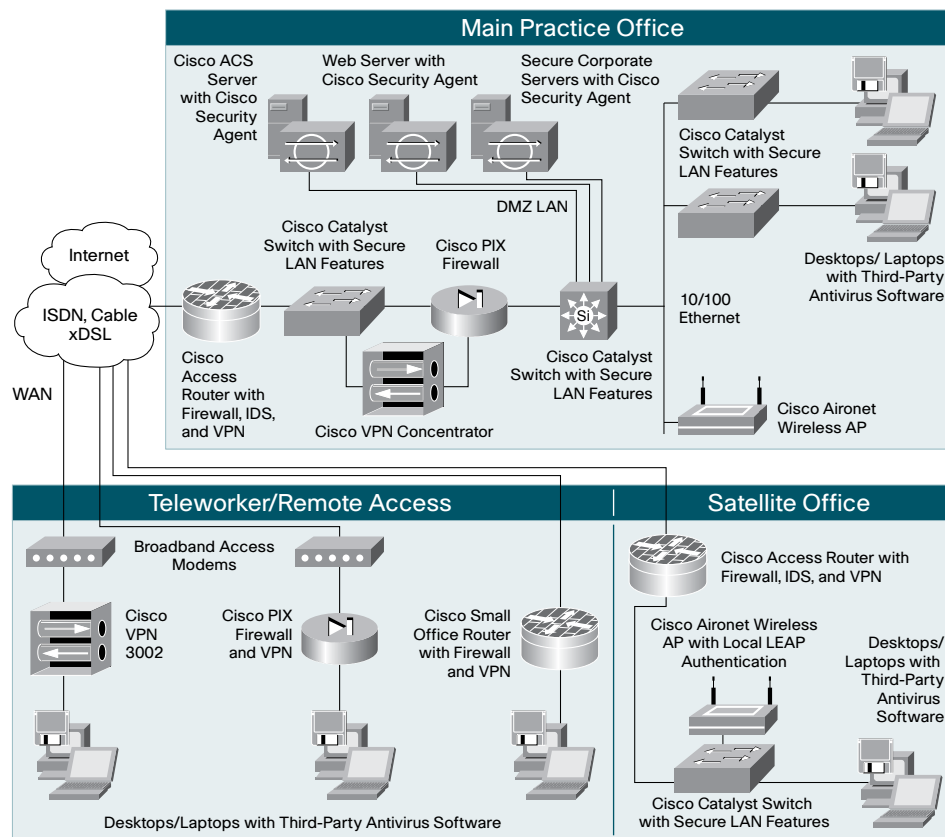 Main Practice Office
Cisco ACS
Server
with Cisco
Security
Agent
Web Server with
Cisco Security Agent
Secure Corporate
Servers with Cisco
Security Agent
Cisco Catalyst
Switch with Secure
LAN Features
DMZ LAN
Internet
ISDN, Cable
xDSL
Cisco Catalyst
Switch with Secure
LAN Features
Cisco PIX
Firewall
Desktops/ Laptops
with Third-Party
Antivirus Software
10/100
Ethernet
Si
WAN
Cisco
Access
Router with
Firewall, IDS,
and VPN
Cisco VPN Concentrator
Cisco Catalyst
Switch with Secure
LAN Features
Cisco Aironet
Wireless AP
Teleworker/Remote Access
Satellite Office
Broadband Access
Modems
Cisco
VPN
3002
Cisco PIX
Firewall
and VPN
Cisco Small
Office Router
with Firewall
and VPN
Desktops/Laptops with Third-Party Antivirus Software
Cisco Access Router with
Firewall, IDS, and VPN
Cisco Aironet Wireless
AP with Local LEAP
Authentication
Desktops/
Laptops with
Third-Party
Antivirus
Software
Cisco Catalyst Switch
with Secure LAN Features